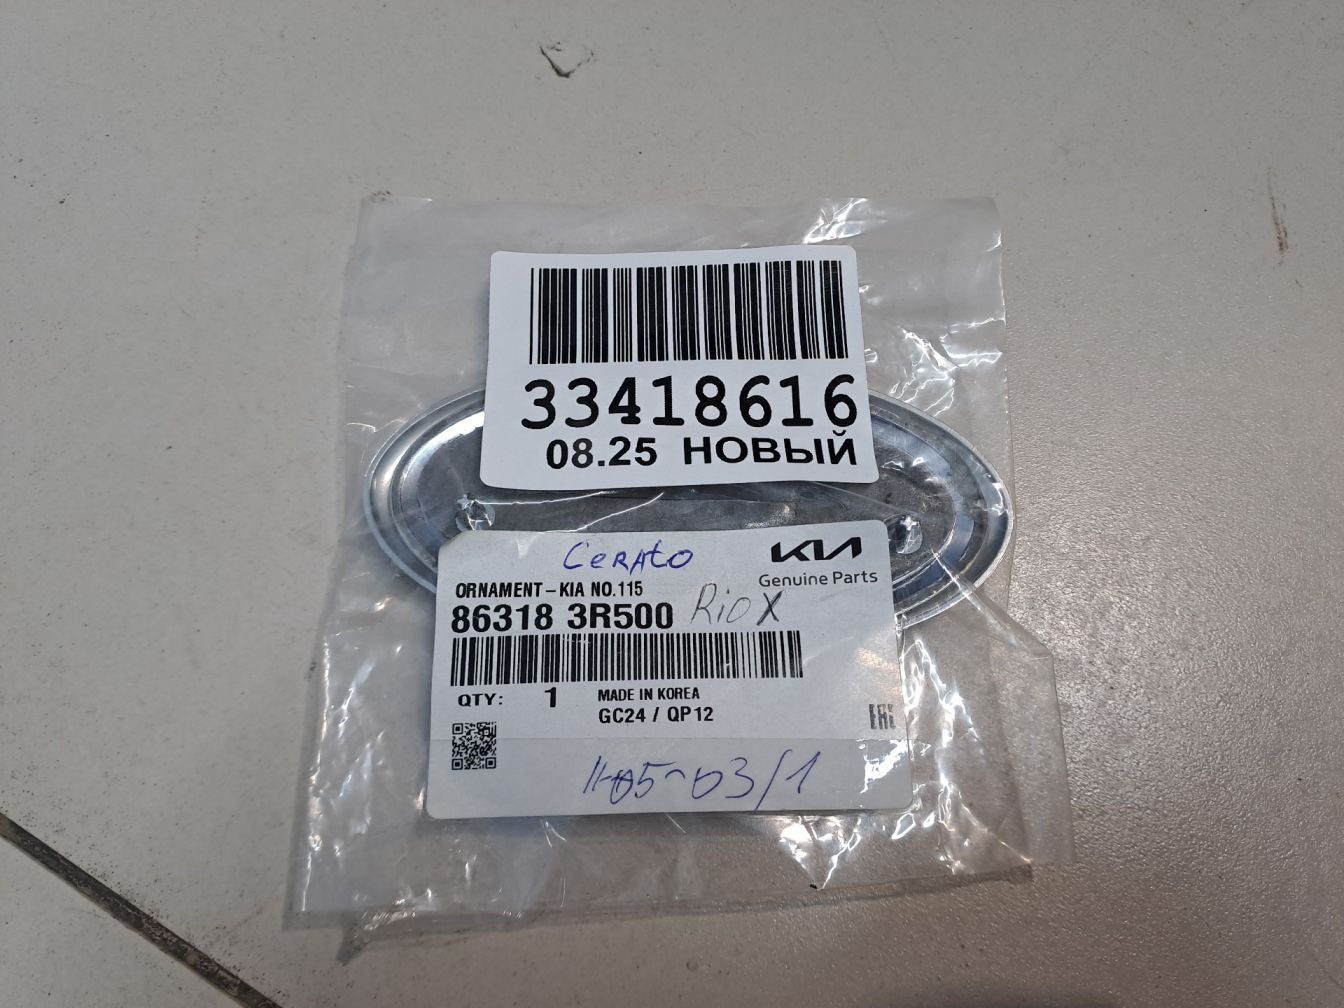 33418616
08.25 НОВЫЙ
Cerato
KIA
Genuine Parts
ORNAMENT-KIA NO.115
86318 3R500 Rio X
QTY: 1 MADE IN KOREA
GC24 / QP12
EAC
05-03/1